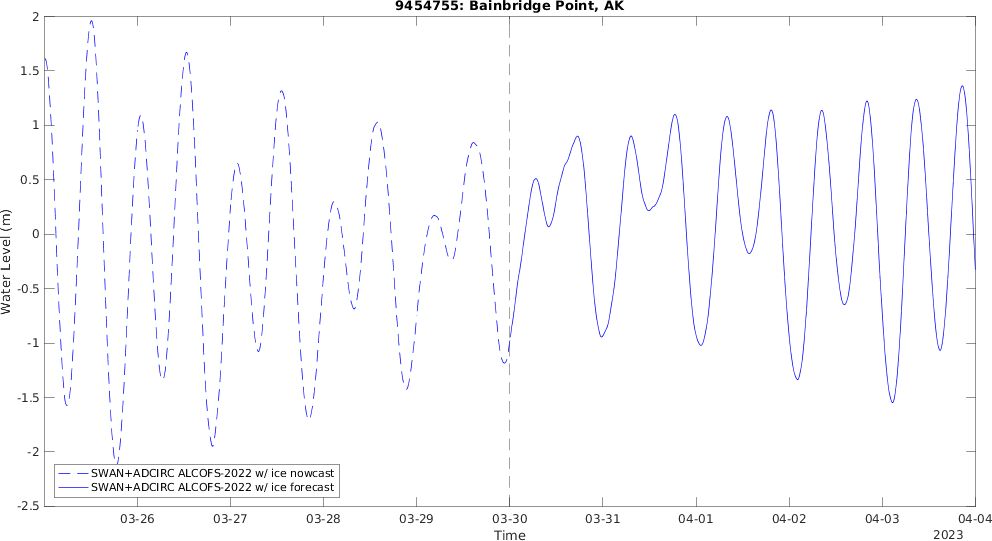 9454755: Bainbridge Point, AK
Water Level (m)
2
1.5
1
0.5
0
-0.5
-1
-1.5
-2
-2.5
SWAN+ADCIRC ALCOFS-2022 w/ ice nowcast
SWAN+ADCIRC ALCOFS-2022 w/ ice forecast
03-26 03-27 03-28 03-29 03-30 03-31 04-01 04-02 04-03 04-04
Time
2023